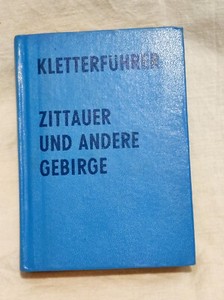 KLETTERFÜHRER
ZITTAUER
UND ANDERE
GEBIRGE